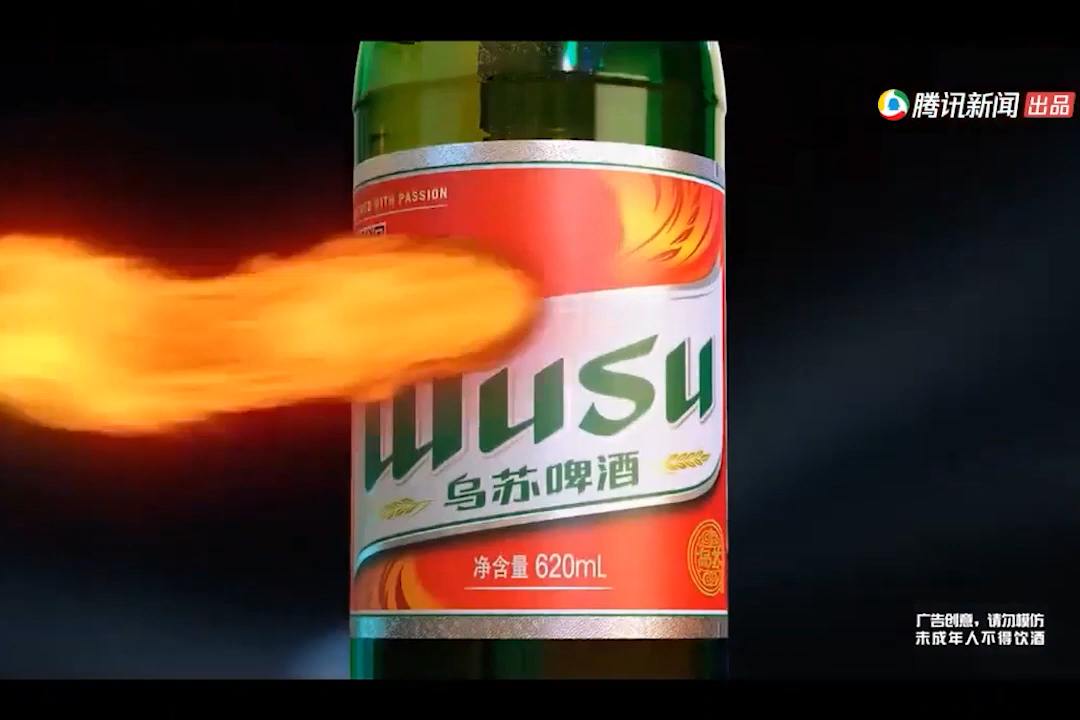 腾讯新闻 出品
WITH PASSION
wusu
乌苏啤酒
净含量 620mL
广告创意，请勿模仿
未成年人不得饮酒